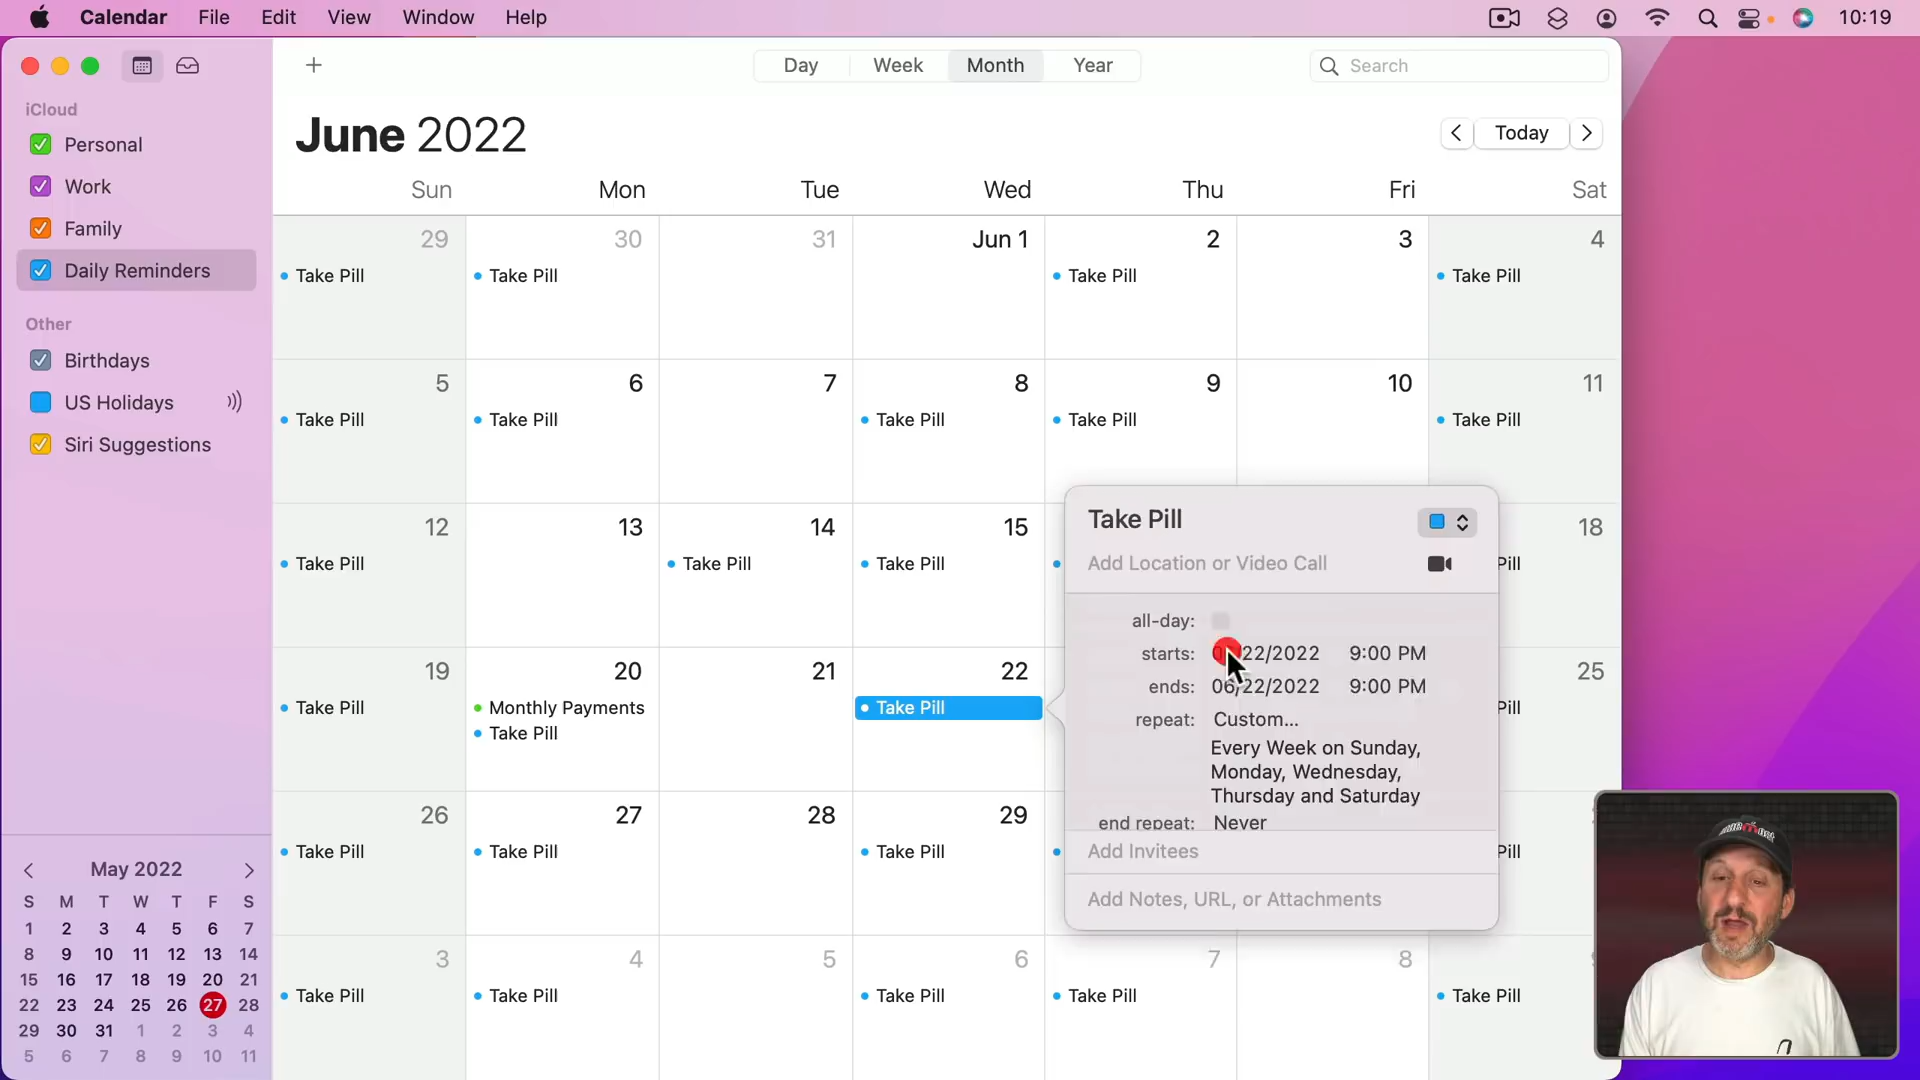 Calendar File Edit View Window Help 10:19
Day Week Month Year Search
iCloud
Personal
Work
Family
Daily Reminders
Other
Birthdays
US Holidays
Siri Suggestions
June 2022
Today
Sun Mon Tue Wed Thu Fri Sat
29 30 31 Jun 1 2 3 4
Take Pill Take Pill Take Pill Take Pill
5 6 7 8 9 10 11
Take Pill Take Pill Take Pill Take Pill Take Pill
12 13 14 15 18
Take Pill Take Pill Take Pill Pill
19 20 21 22 25
Take Pill Monthly Payments Take Pill Pill
Take Pill
26 27 28 29
Take Pill Take Pill Take Pill Pill
3 4 5 6 7 8
Take Pill Take Pill Take Pill Take Pill Take Pill
Take Pill
Add Location or Video Call
all-day:
starts: 22/2022 9:00 PM
ends: 06/22/2022 9:00 PM
repeat: Custom...
Every Week on Sunday,
Monday, Wednesday,
Thursday and Saturday
end repeat: Never
Add Invitees
Add Notes, URL, or Attachments
May 2022
S M T W T F S
1 2 3 4 5 6 7
8 9 10 11 12 13 14
15 16 17 18 19 20 21
22 23 24 25 26 27 28
29 30 31 1 2 3 4
5 6 7 8 9 10 11